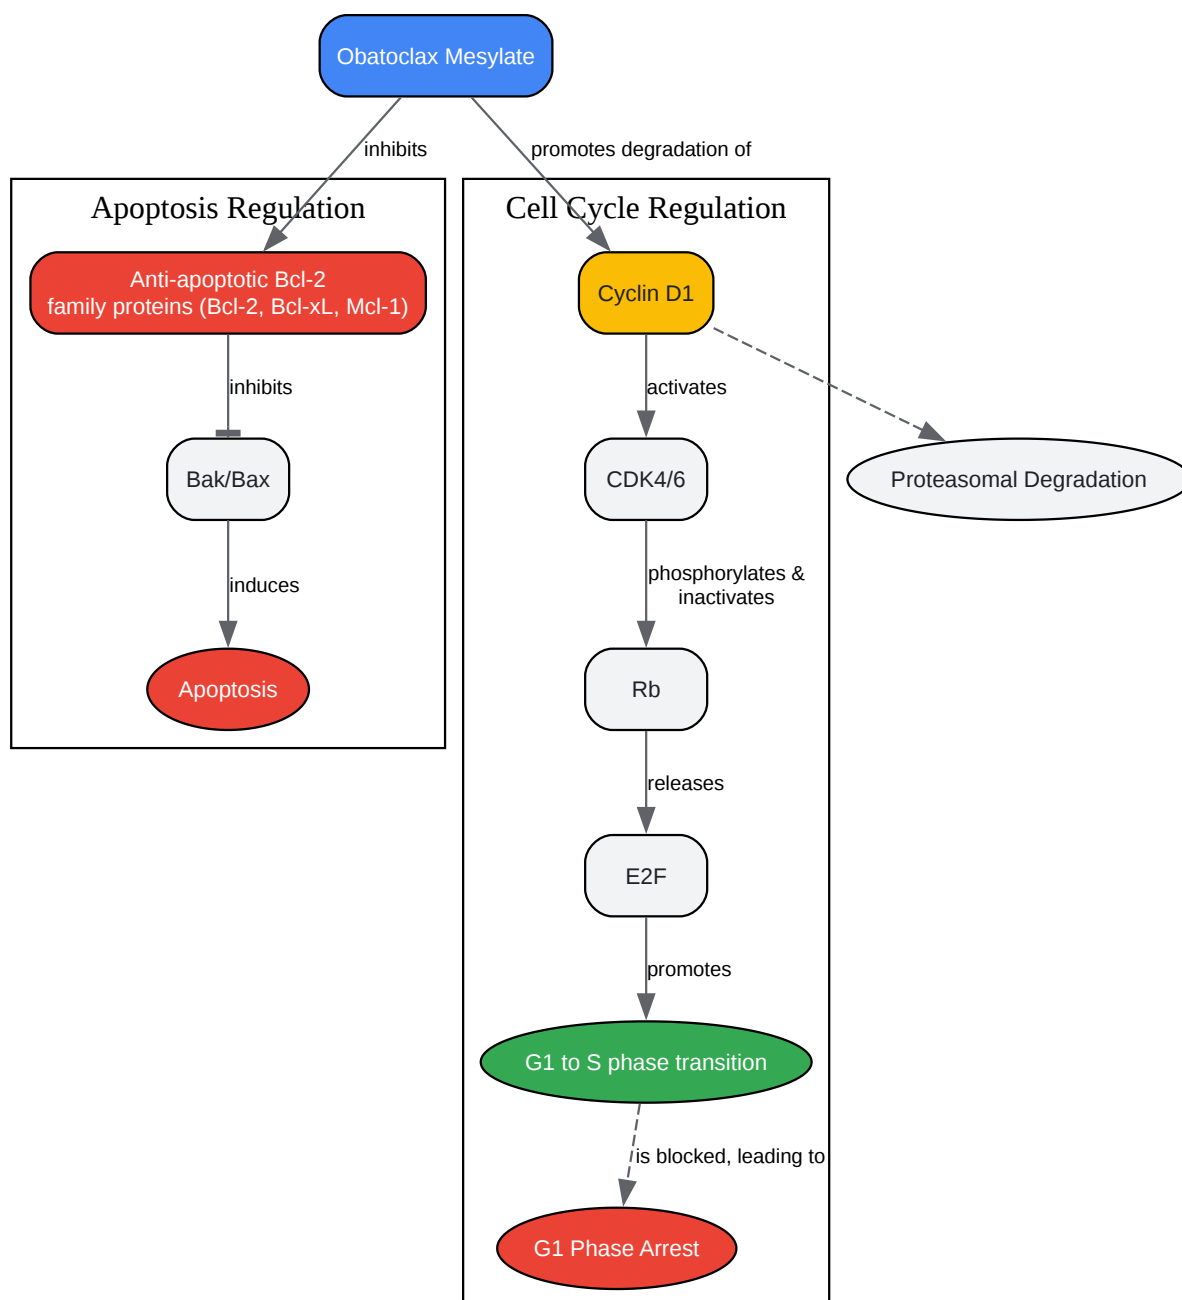 Obatoclax Mesylate
inhibits
promotes degradation of
Apoptosis Regulation
Cell Cycle Regulation
Anti-apoptotic Bcl-2
family proteins (Bcl-2, Bcl-xL, Mcl-1)
Cyclin D1
inhibits
activates
Bak/Bax
CDK4/6
Proteasomal Degradation
induces
phosphorylates &
inactivates
Apoptosis
Rb
releases
E2F
promotes
G1 to S phase transition
is blocked, leading to
G1 Phase Arrest